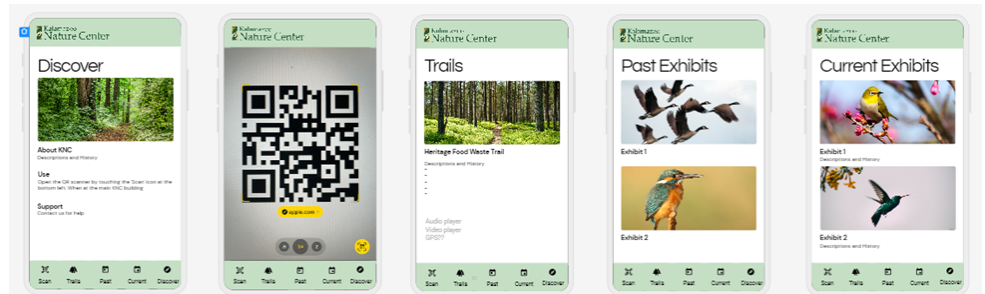 Kalamazoo
Nature Center
Discover
About KNC
Descriptions and History
Use
Open the QR scanner by touching the 'Scan' icon at the
bottom left. When at the main KNC building
Support
Contact us for help
Scan Trails Past Current Discover
Kalamazoo
Nature Center
apple.com
1x
Scan Trails Past Current Discover
Kalamazoo
Nature Center
Trails
Heritage Food Waste Trail
Descriptions and History
-
-
-
-
-
Audio player
Video player
GPS??
Scan Trails Past Current Discover
Kalamazoo
Nature Center
Past Exhibits
Exhibit 1
Exhibit 2
Scan Trails Past Current Discover
Kalamazoo
Nature Center
Current Exhibits
Exhibit 1
Descriptions and History
Exhibit 2
Descriptions and History
Scan Trails Past Current Discover